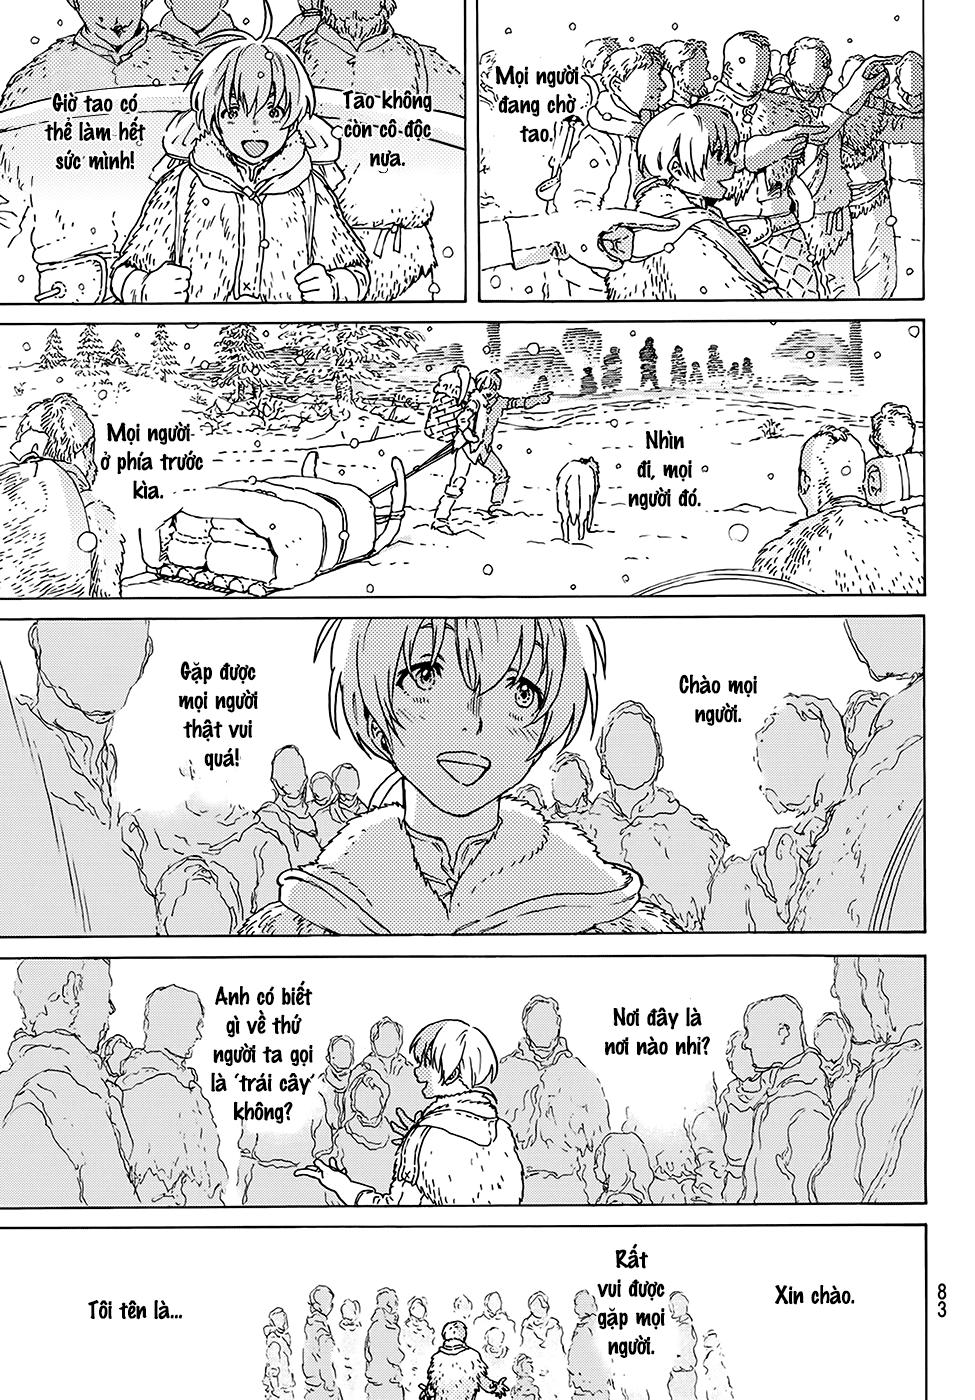 Mọi người
đang chờ
tao.
Tao không
còn cô độc
nưa.
Giờ tao có
thể làm hết
sức mình!
Nhìn
đi, mọi
người đó.
Mọi người
ở phía trước
kìa.
Chào mọi
người.
Gặp được
mọi người
thật vui
quá!
Nơi đây là
nơi nào nhỉ?
Anh có biết
gì về thứ
người ta gọi
là 'trái cây'
không?
Xin chào.
Rất
vui được
gặp mọi
người.
Tôi tên là...
83